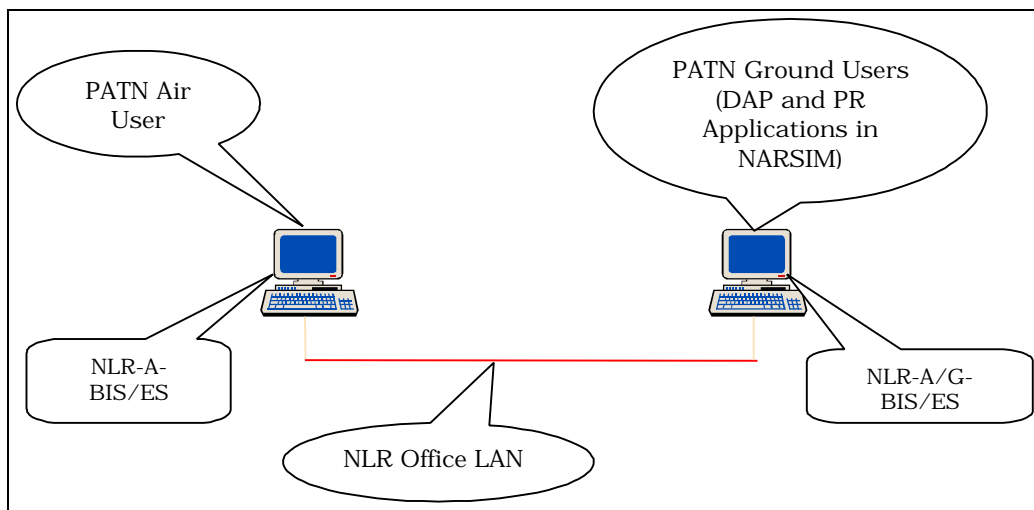 PATN Air
User
PATN Ground Users
(DAP and PR
Applications in
NARSIM)
NLR-A-
BIS/ES
NLR-A/G-
BIS/ES
NLR Office LAN